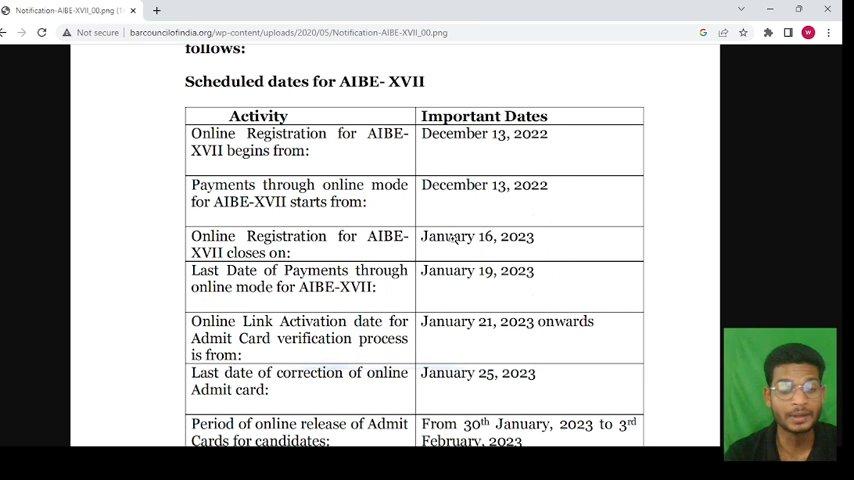 Notification-AIBE-XVII_00.png (1
Not secure
barcouncilofindia.org/wp-content/uploads/2020/05/Notification-AIBE-XVII_00.png
follows:
Scheduled dates for AIBE- XVII
Activity
Important Dates
Online Registration for AIBE-
XVII begins from:
December 13, 2022
Payments through online mode
for AIBE-XVII starts from:
December 13, 2022
Online Registration for AIBE-
XVII closes on:
January 16, 2023
Last Date of Payments through
online mode for AIBE-XVII:
January 19, 2023
Online Link Activation date for
Admit Card verification process
is from:
January 21, 2023 onwards
Last date of correction of online
Admit card:
January 25, 2023
Period of online release of Admit
Cards for candidates:
From 30th January, 2023 to 3rd
February, 2023